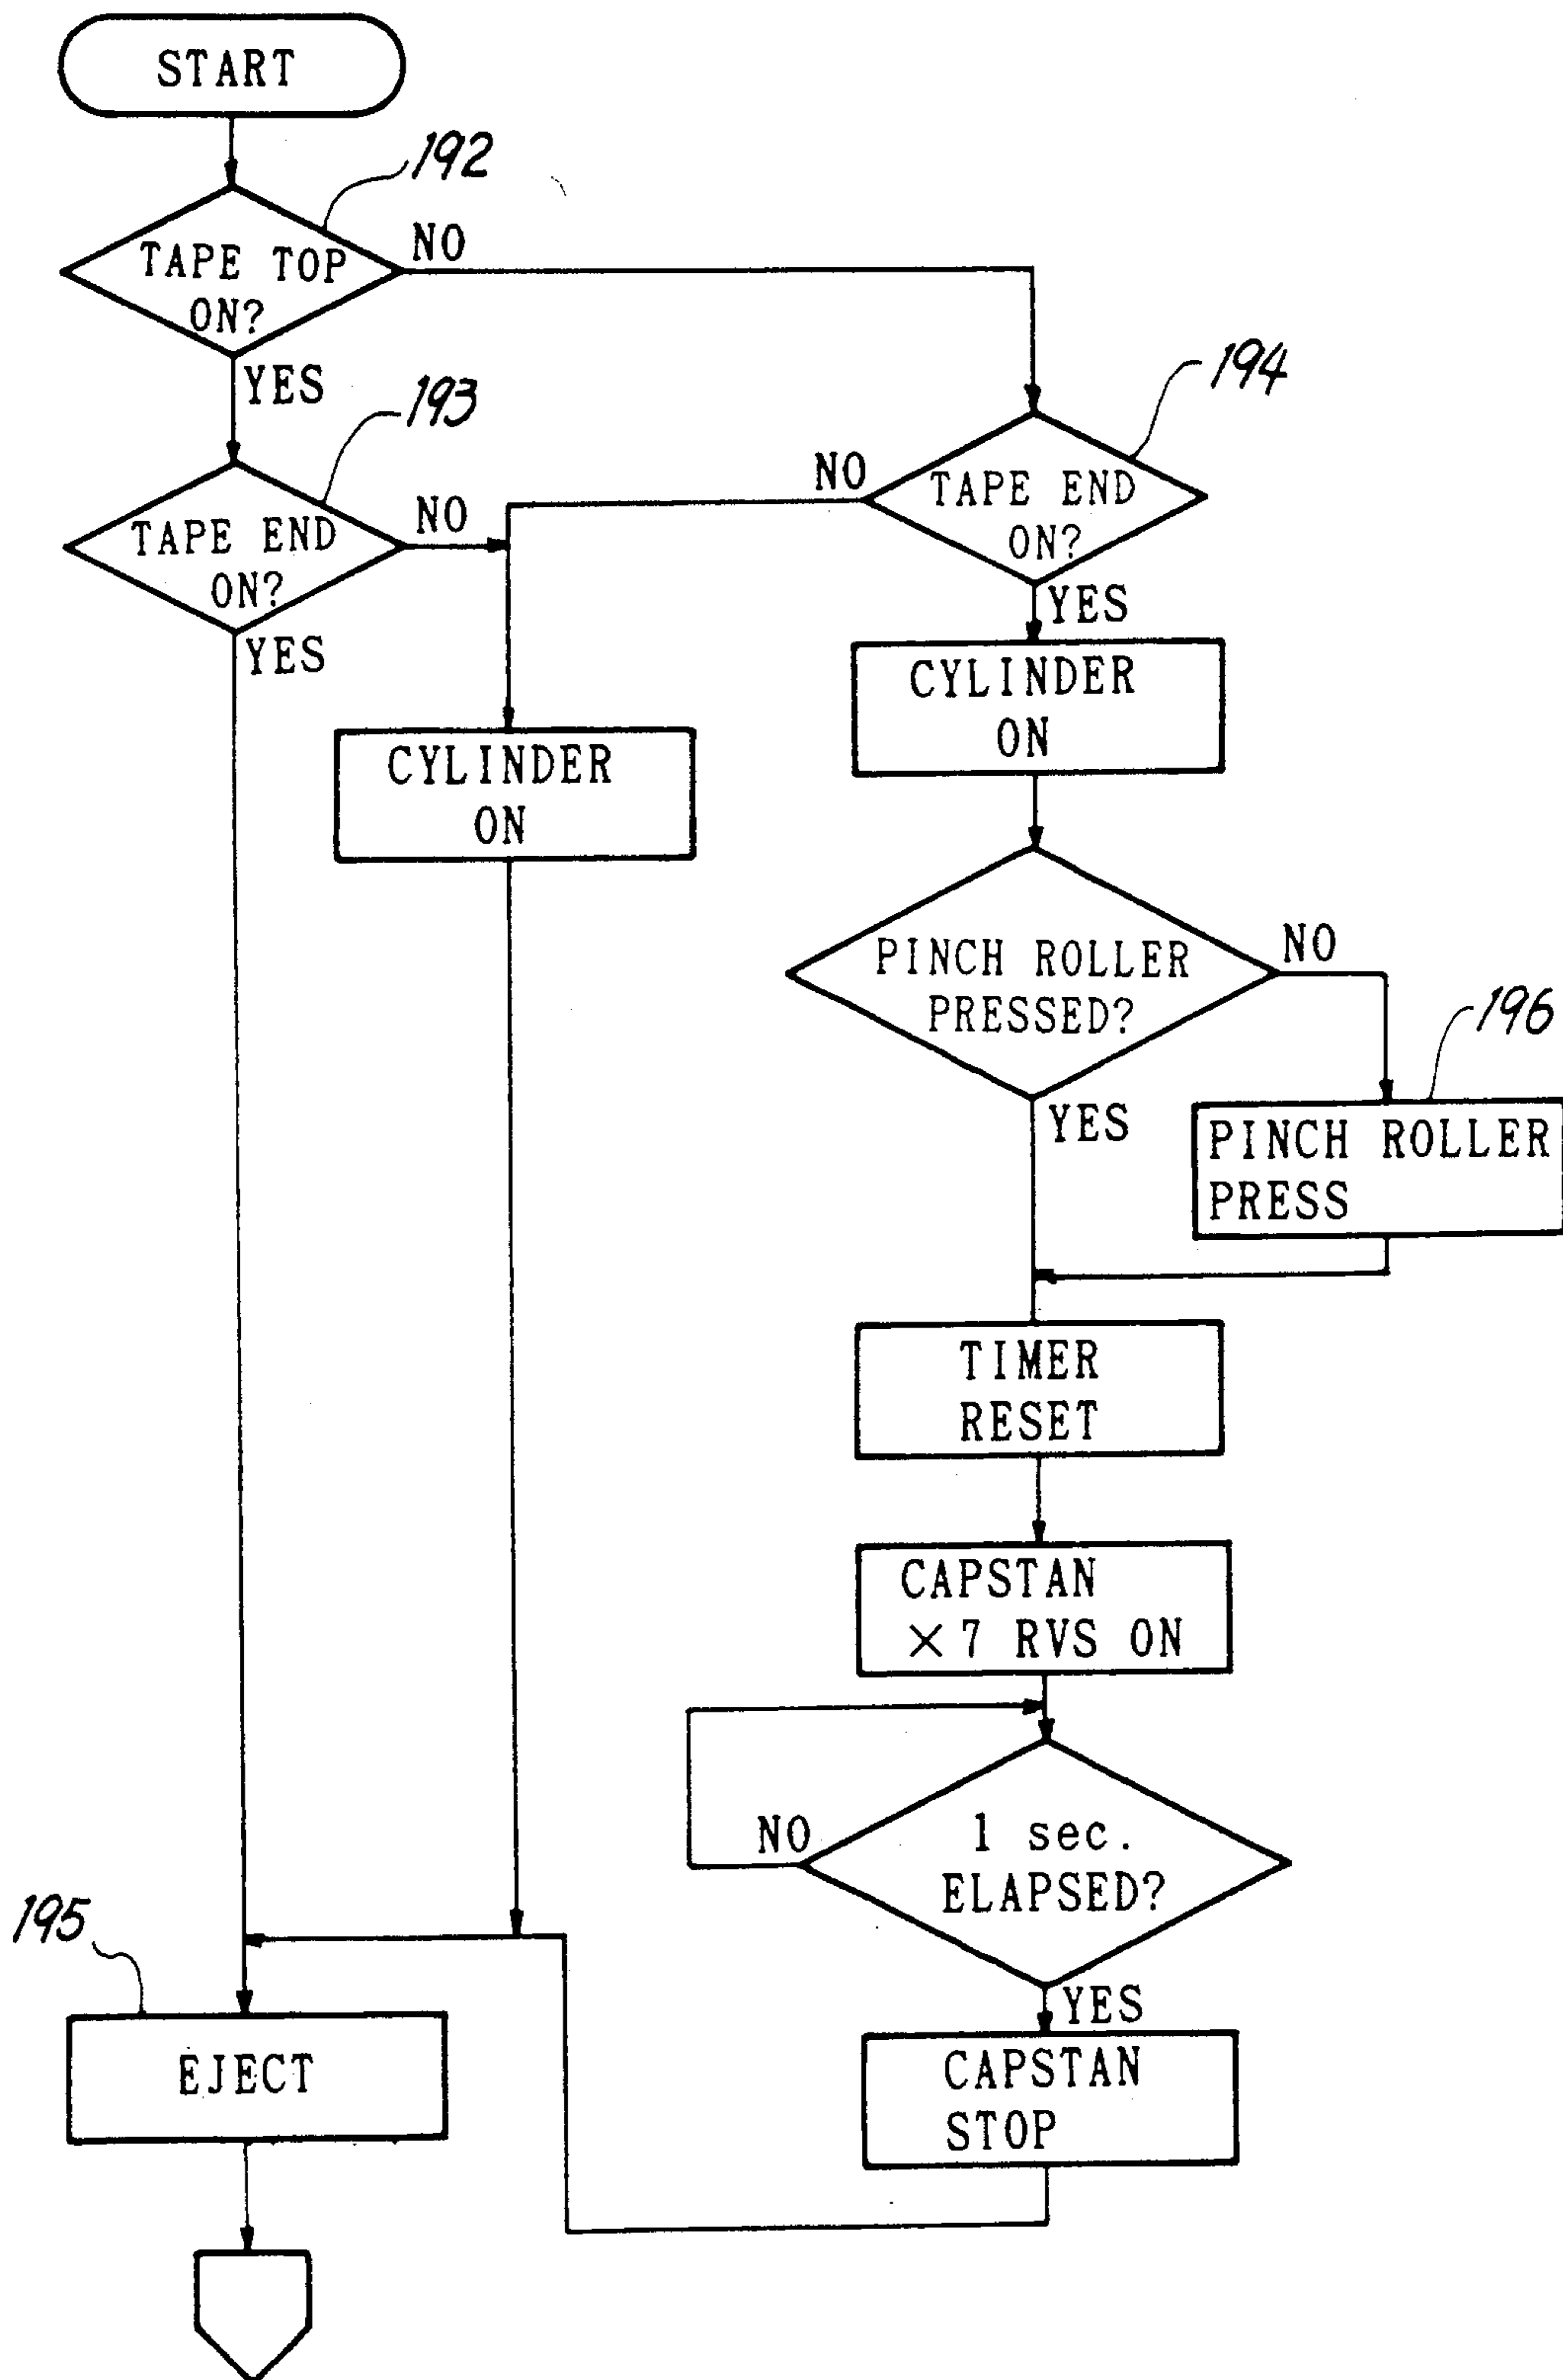 START
192
TAPE TOP
ON?
NO
YES
193
194
TAPE END
ON?
NO
YES
NO
TAPE END
ON?
YES
CYLINDER
ON
CYLINDER
ON
PINCH ROLLER
PRESSED?
NO
YES
196
PINCH ROLLER
PRESS
TIMER
RESET
CAPSTAN
×7 RVS ON
1 sec.
ELAPSED?
NO
YES
CAPSTAN
STOP
195
EJECT